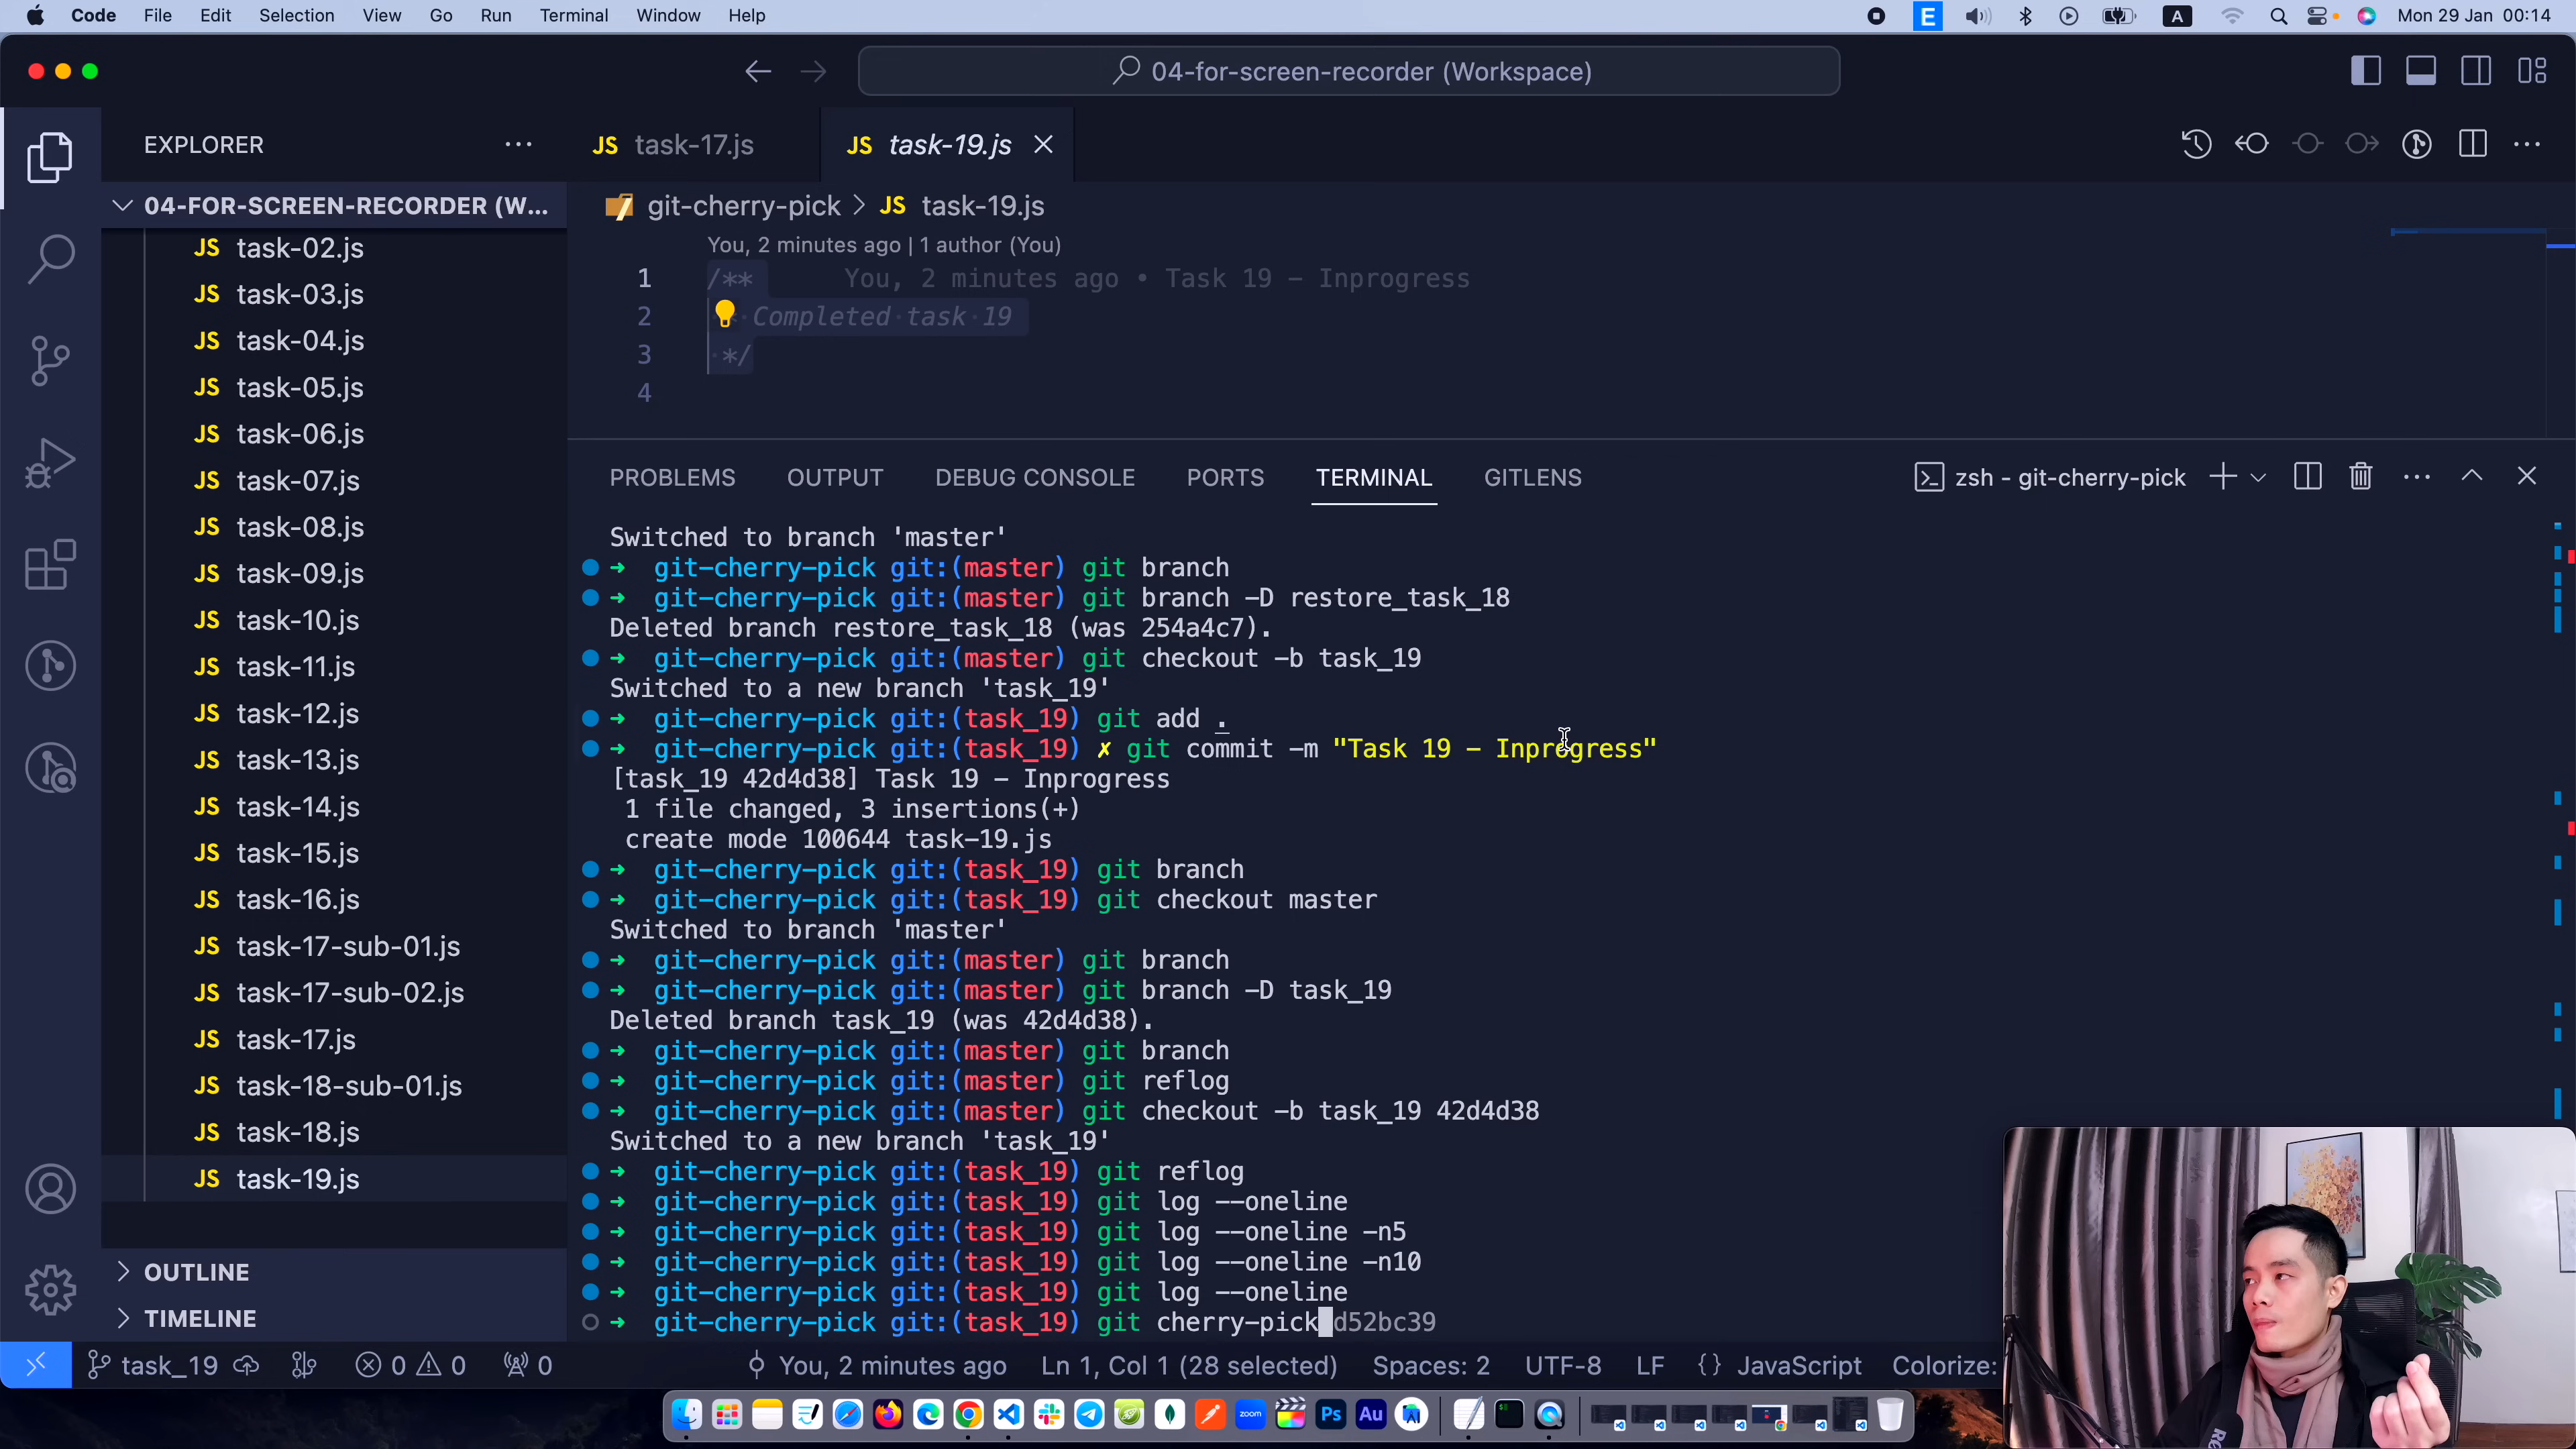 Code File Edit Selection View Go Run Terminal Window Help E A Mon 29 Jan 00:14
04-for-screen-recorder (Workspace)
EXPLORER
JS task-17.js JS task-19.js
04-FOR-SCREEN-RECORDER (W...
git-cherry-pick > JS task-19.js
JS task-02.js
JS task-03.js
JS task-04.js
JS task-05.js
JS task-06.js
JS task-07.js
JS task-08.js
JS task-09.js
JS task-10.js
JS task-11.js
JS task-12.js
JS task-13.js
JS task-14.js
JS task-15.js
JS task-16.js
JS task-17-sub-01.js
JS task-17-sub-02.js
JS task-17.js
JS task-18-sub-01.js
JS task-18.js
JS task-19.js
OUTLINE
TIMELINE
You, 2 minutes ago | 1 author (You)
1 /** You, 2 minutes ago • Task 19 – Inprogress
2 Completed task 19
3 */
4
PROBLEMS OUTPUT DEBUG CONSOLE PORTS TERMINAL GITLENS zsh - git-cherry-pick
Switched to branch 'master'
➜ git-cherry-pick git:(master) git branch
➜ git-cherry-pick git:(master) git branch -D restore_task_18
Deleted branch restore_task_18 (was 254a4c7).
➜ git-cherry-pick git:(master) git checkout -b task_19
Switched to a new branch 'task_19'
➜ git-cherry-pick git:(task_19) git add .
➜ git-cherry-pick git:(task_19) ✗ git commit -m "Task 19 - Inprogress"
[task_19 42d4d38] Task 19 - Inprogress
1 file changed, 3 insertions(+)
create mode 100644 task-19.js
➜ git-cherry-pick git:(task_19) git branch
➜ git-cherry-pick git:(task_19) git checkout master
Switched to branch 'master'
➜ git-cherry-pick git:(master) git branch
➜ git-cherry-pick git:(master) git branch -D task_19
Deleted branch task_19 (was 42d4d38).
➜ git-cherry-pick git:(master) git branch
➜ git-cherry-pick git:(master) git reflog
➜ git-cherry-pick git:(master) git checkout -b task_19 42d4d38
Switched to a new branch 'task_19'
➜ git-cherry-pick git:(task_19) git reflog
➜ git-cherry-pick git:(task_19) git log --oneline
➜ git-cherry-pick git:(task_19) git log --oneline -n5
➜ git-cherry-pick git:(task_19) git log --oneline -n10
➜ git-cherry-pick git:(task_19) git log --oneline
➜ git-cherry-pick git:(task_19) git cherry-pick d52bc39
task_19 0 0 0 You, 2 minutes ago Ln 1, Col 1 (28 selected) Spaces: 2 UTF-8 LF {} JavaScript Colorize:
zoom Ps Au